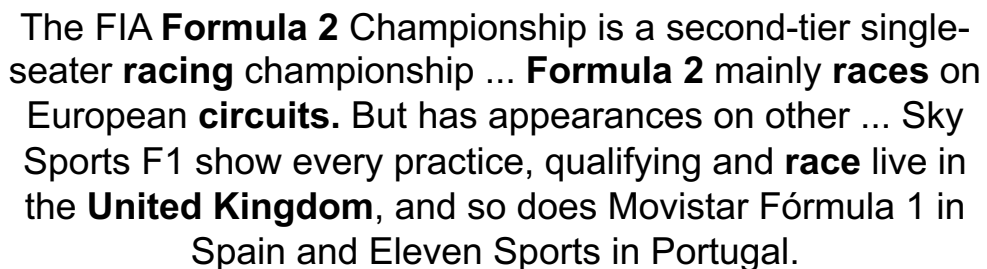 The FIA Formula 2 Championship is a second-tier single-
seater racing championship ... Formula 2 mainly races on
European circuits. But has appearances on other ... Sky
Sports F1 show every practice, qualifying and race live in
the United Kingdom, and so does Movistar Fórmula 1 in
Spain and Eleven Sports in Portugal.